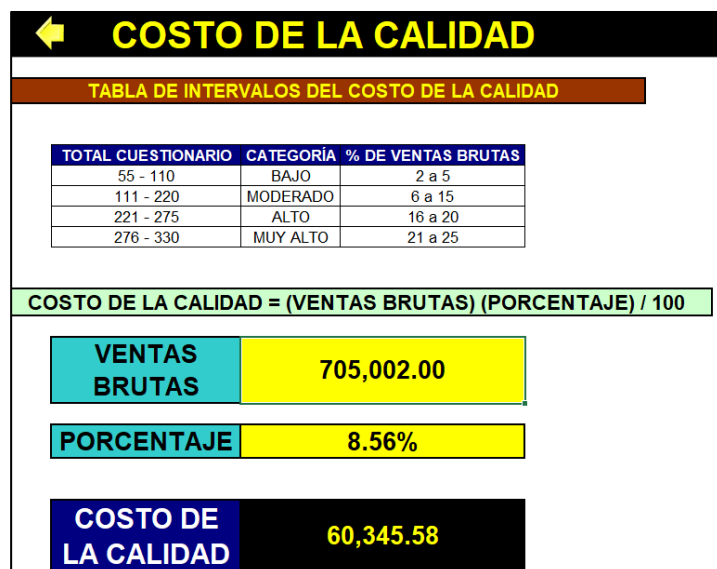 COSTO DE LA CALIDAD
TABLA DE INTERVALOS DEL COSTO DE LA CALIDAD
TOTAL CUESTIONARIO CATEGORÍA % DE VENTAS BRUTAS
55 - 110 BAJO 2 a 5
111 - 220 MODERADO 6 a 15
221 - 275 ALTO 16 a 20
276 - 330 MUY ALTO 21 a 25
COSTO DE LA CALIDAD = (VENTAS BRUTAS) (PORCENTAJE) / 100
VENTAS
BRUTAS
705,002.00
PORCENTAJE 8.56%
COSTO DE
LA CALIDAD
60,345.58